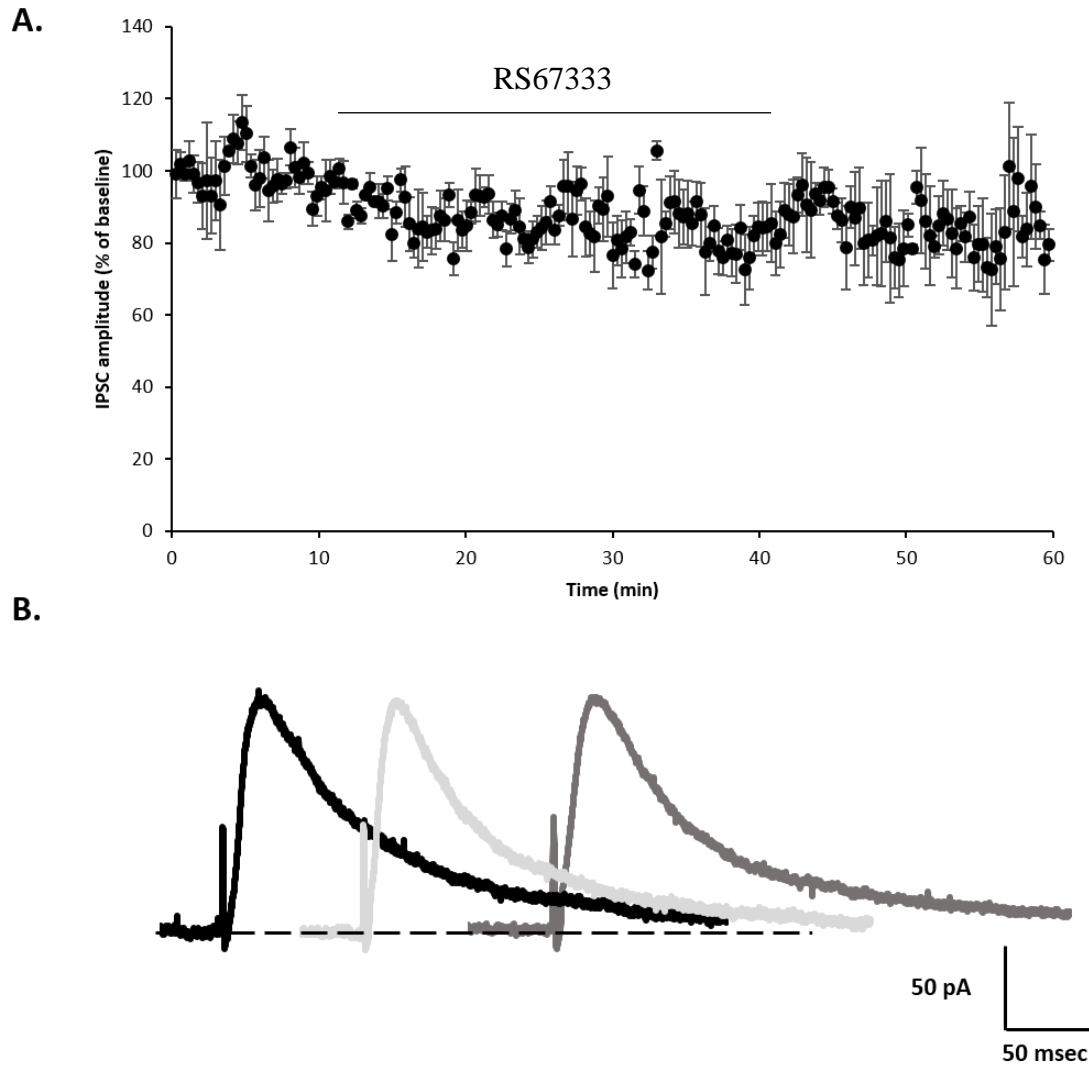 A.
140
120
100
80
60
40
20
0
IPSC amplitude (% of baseline)
RS67333
0 10 20 30 40 50 60
Time (min)
B.
50 pA
50 msec